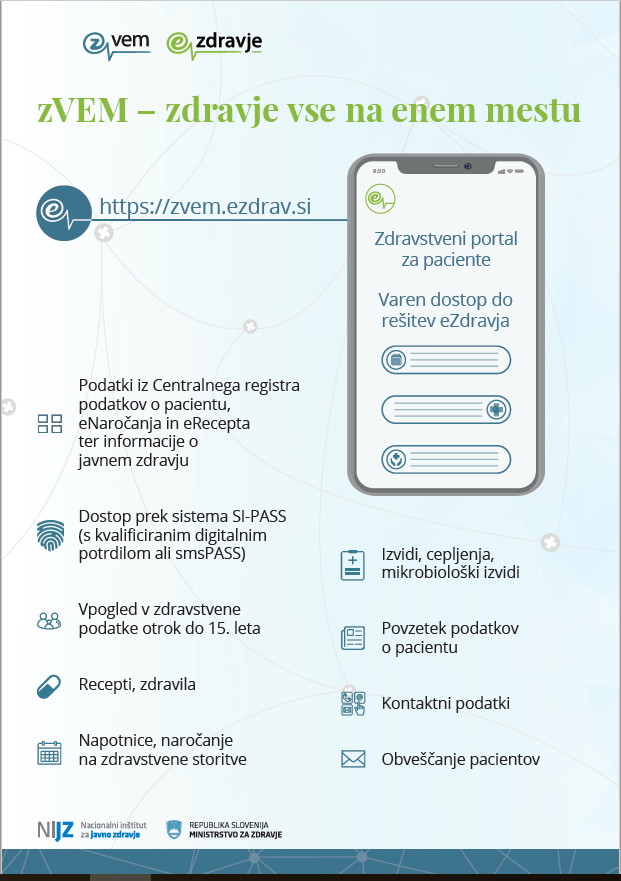 zvem
ezdravje
zVEM – zdravje vse na enem mestu
https://zvem.ezdrav.si
8:30
Zdravstveni portal
za paciente
Varen dostop do
rešitev eZdravja
Podatki iz Centralnega registra
podatkov o pacientu,
eNaročanja in eRecepta
ter informacije o
javnem zdravju
Dostop prek sistema SI-PASS
(s kvalificiranim digitalnim
potrdilom ali smsPASS)
Vpogled v zdravstvene
podatke otrok do 15. leta
Recepti, zdravila
Napotnice, naročanje
na zdravstvene storitve
Izvidi, cepljenja,
mikrobiološki izvidi
Povzetek podatkov
o pacientu
Kontaktni podatki
Obveščanje pacientov
NIJZ
Nacionalni inštitut
za javno zdravje
REPUBLIKA SLOVENIJA
MINISTRSTVO ZA ZDRAVJE